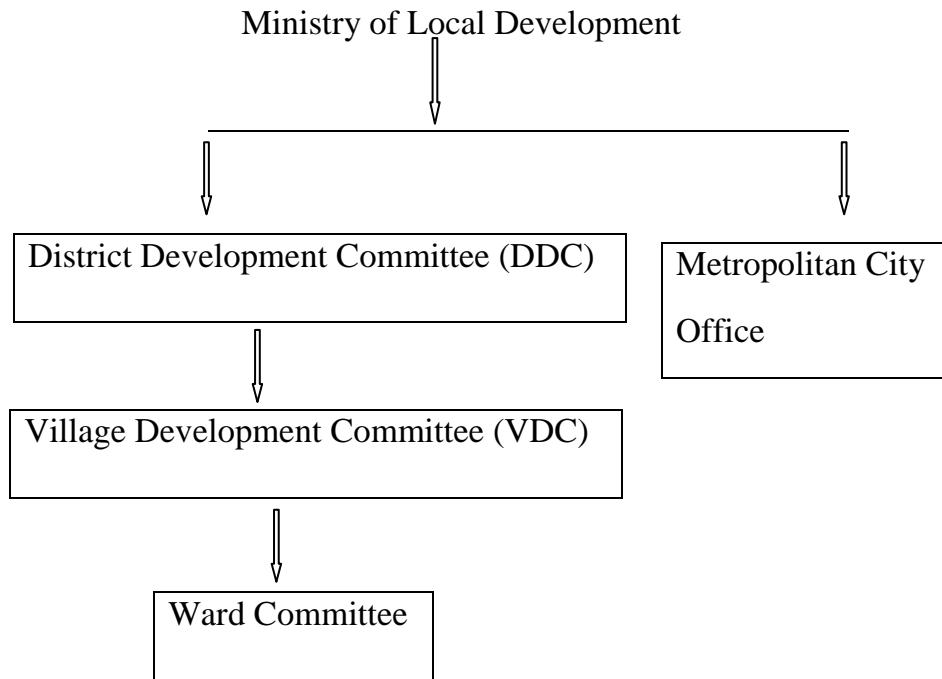 Ministry of Local Development
District Development Committee (DDC)
Metropolitan City
Office
Village Development Committee (VDC)
Ward Committee